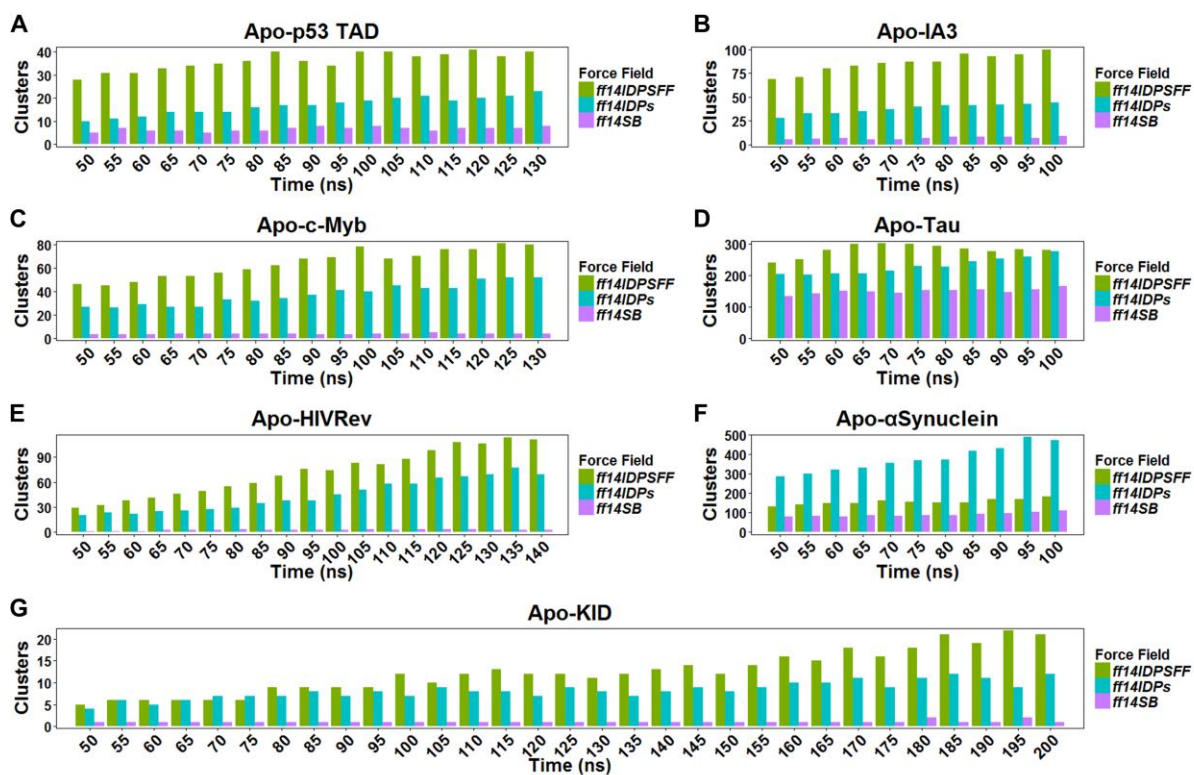 A
Apo-p53 TAD
Clusters
40
30
20
10
0
50 55 60 65 70 75 80 85 90 95 100 105 110 115 120 125 130
Time (ns)
Force Field
ff14IDPSFF
ff14IDPs
ff14SB
B
Apo-IA3
Clusters
100
75
50
25
0
50 55 60 65 70 75 80 85 90 95 100
Time (ns)
Force Field
ff14IDPSFF
ff14IDPs
ff14SB
C
Apo-c-Myb
Clusters
80
60
40
20
0
50 55 60 65 70 75 80 85 90 95 100 105 110 115 120 125 130
Time (ns)
Force Field
ff14IDPSFF
ff14IDPs
ff14SB
D
Apo-Tau
Clusters
300
200
100
0
50 55 60 65 70 75 80 85 90 95 100
Time (ns)
Force Field
ff14IDPSFF
ff14IDPs
ff14SB
E
Apo-HIVRev
Clusters
90
60
30
0
50 55 60 65 70 75 80 85 90 95 100 105 110 115 120 125 130 135 140
Time (ns)
Force Field
ff14IDPSFF
ff14IDPs
ff14SB
F
Apo-αSynuclein
Clusters
500
400
300
200
100
0
50 55 60 65 70 75 80 85 90 95 100
Time (ns)
Force Field
ff14IDPSFF
ff14IDPs
ff14SB
G
Apo-KID
Clusters
20
15
10
5
0
50 55 60 65 70 75 80 85 90 95 100 105 110 115 120 125 130 135 140 145 150 155 160 165 170 175 180 185 190 195 200
Time (ns)
Force Field
ff14IDPSFF
ff14IDPs
ff14SB